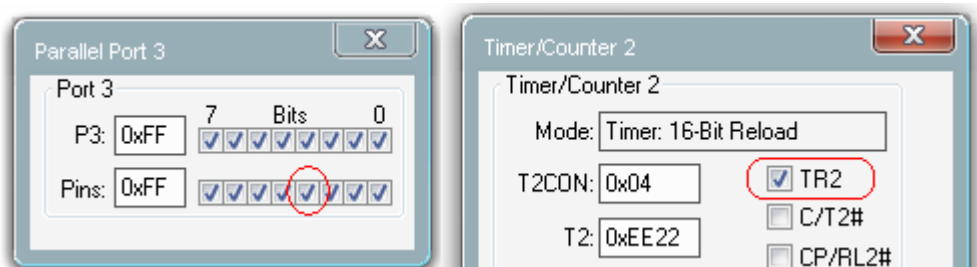 Parallel Port 3
Port 3
7 Bits 0
P3: 0xFF
Pins: 0xFF
Timer/Counter 2
Timer/Counter 2
Mode: Timer: 16-Bit Reload
T2CON: 0x04
TR2
C/T2#
T2: 0xEE22
CP/RL2#